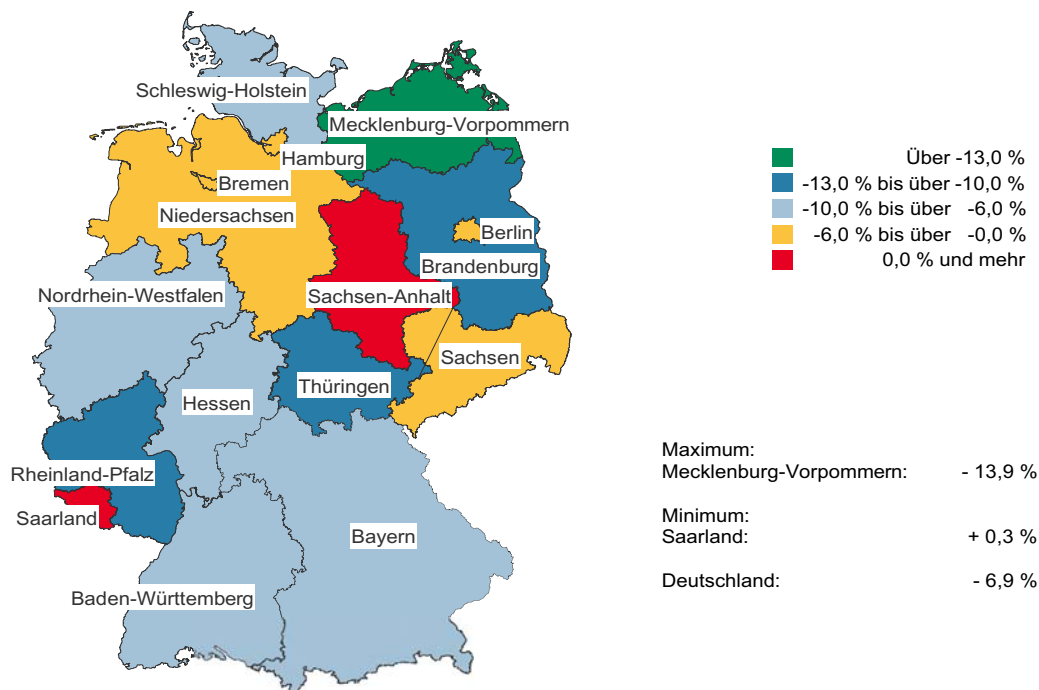 Schleswig-Holstein
Mecklenburg-Vorpommern
Hamburg
Bremen
Niedersachsen
Berlin
Brandenburg
Nordrhein-Westfalen
Sachsen-Anhalt
Sachsen
Thüringen
Hessen
Rheinland-Pfalz
Saarland
Bayern
Baden-Württemberg
Über -13,0 %
-13,0 % bis über -10,0 %
-10,0 % bis über -6,0 %
-6,0 % bis über -0,0 %
0,0 % und mehr
Maximum:
Mecklenburg-Vorpommern: - 13,9 %
Minimum:
Saarland: + 0,3 %
Deutschland: - 6,9 %